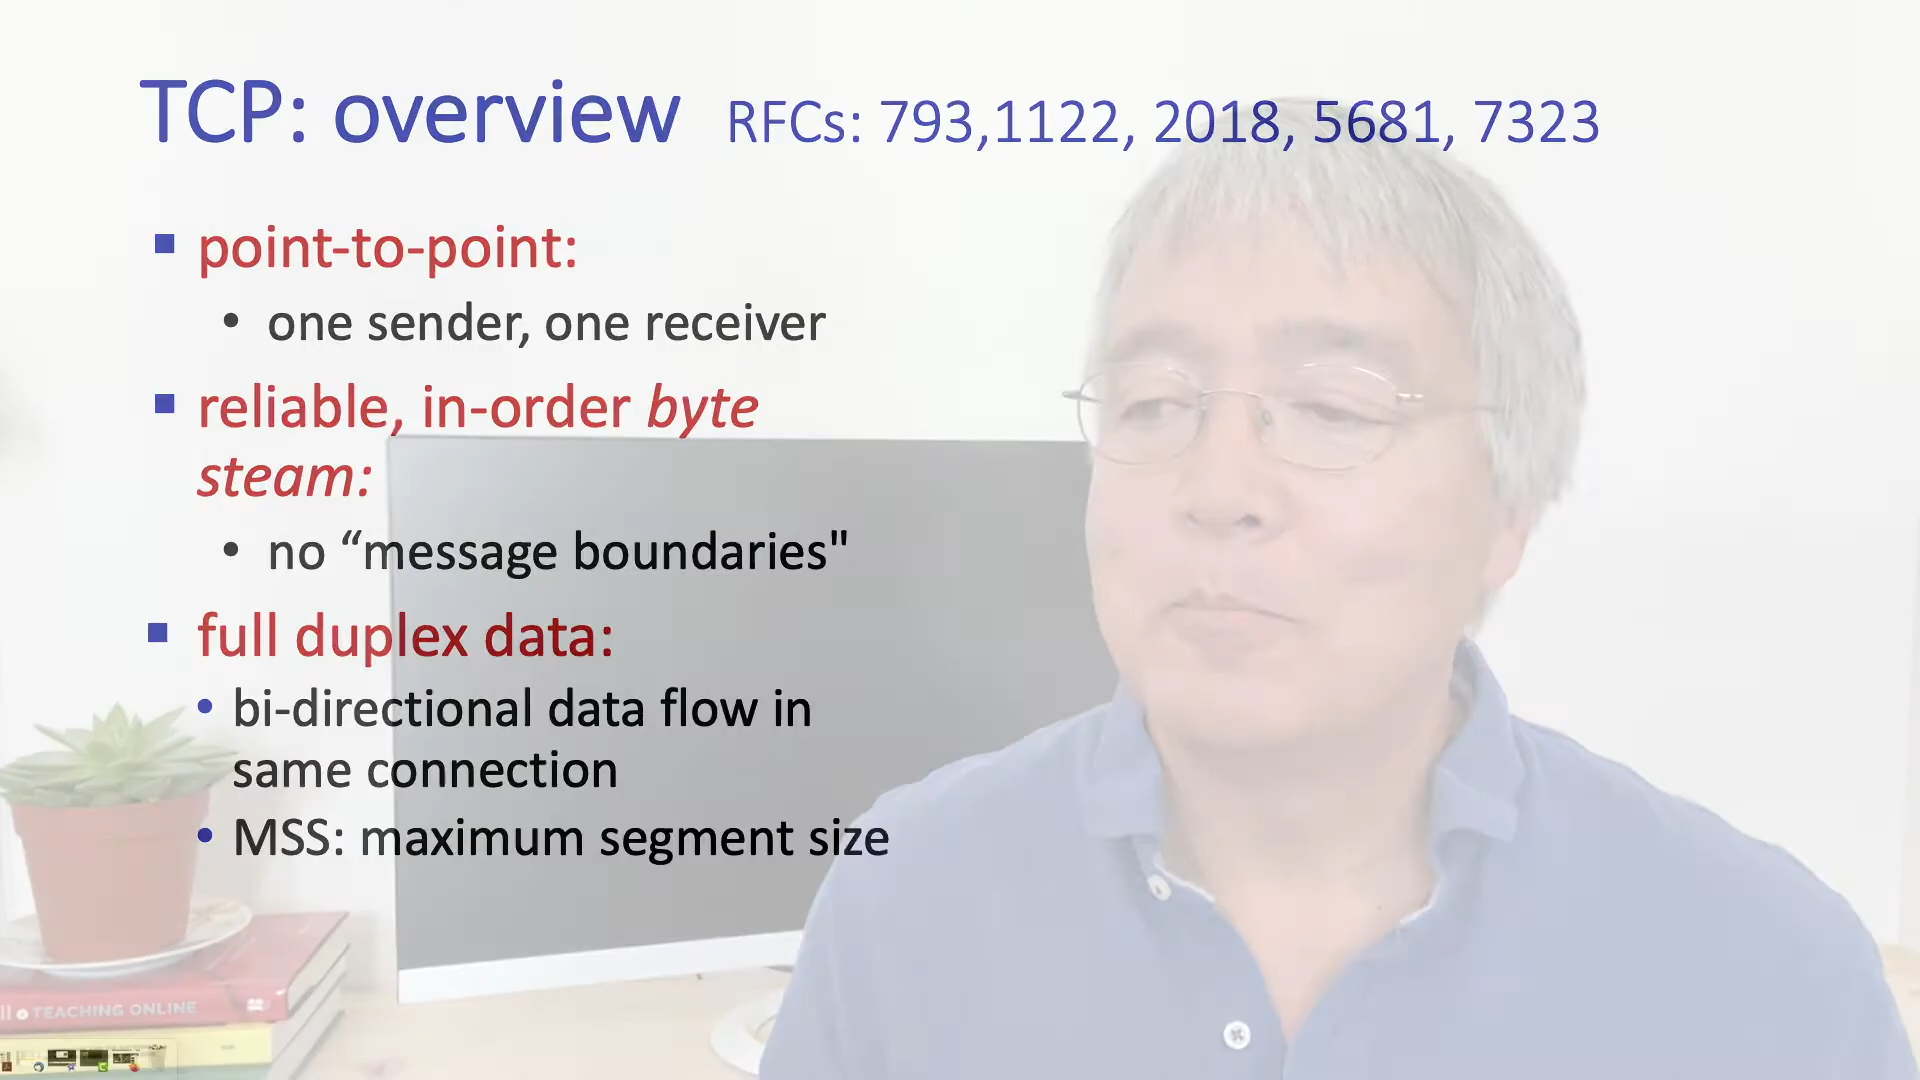 TCP: overview RFCs: 793,1122, 2018, 5681, 7323
point-to-point:
• one sender, one receiver
reliable, in-order byte
steam:
• no “message boundaries"
full duplex data:
• bi-directional data flow in
same connection
• MSS: maximum segment size
TEACHING ONLINE